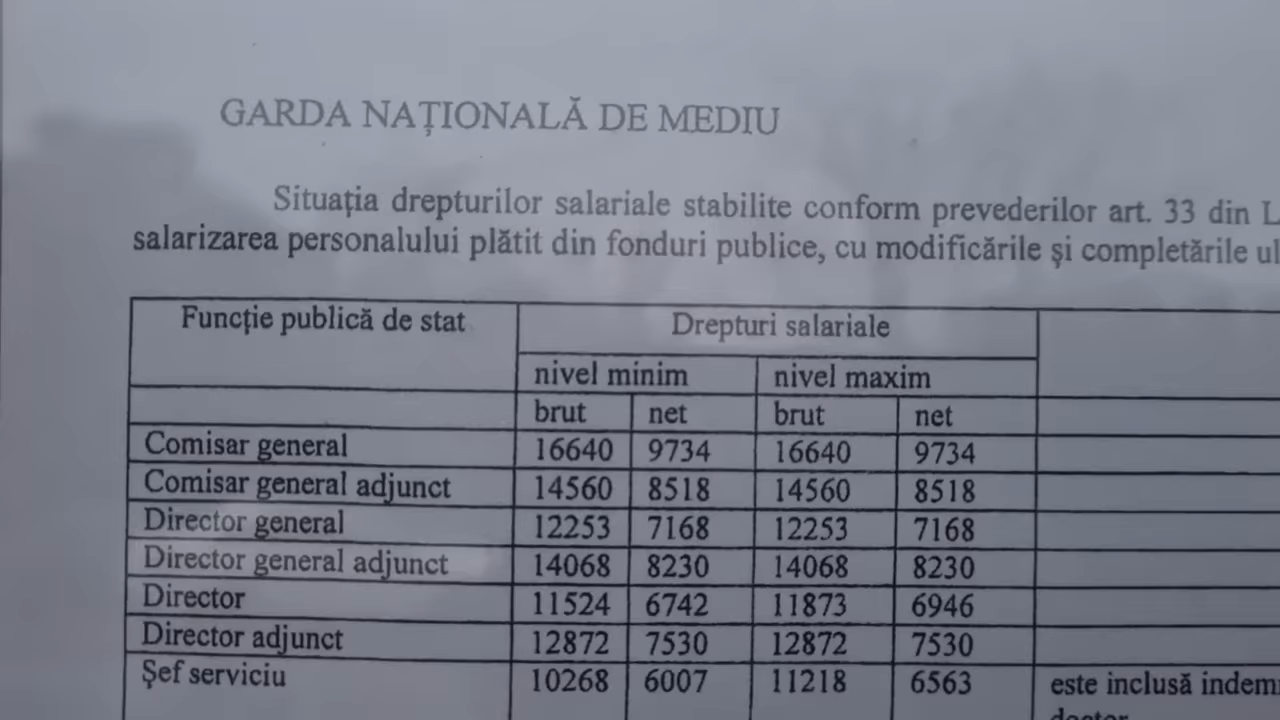 GARDA NAȚIONALĂ DE MEDIU
Situația drepturilor salariale stabilite conform prevederilor art. 33 din L
salarizarea personalului plătit din fonduri publice, cu modificările și completările ul
Funcție publică de stat Drepturi salariale
nivel minim nivel maxim
brut net brut net
Comisar general 16640 9734 16640 9734
Comisar general adjunct 14560 8518 14560 8518
Director general 12253 7168 12253 7168
Director general adjunct 14068 8230 14068 8230
Director 11524 6742 11873 6946
Director adjunct 12872 7530 12872 7530
Şef serviciu 10268 6007 11218 6563 este inclusă indem